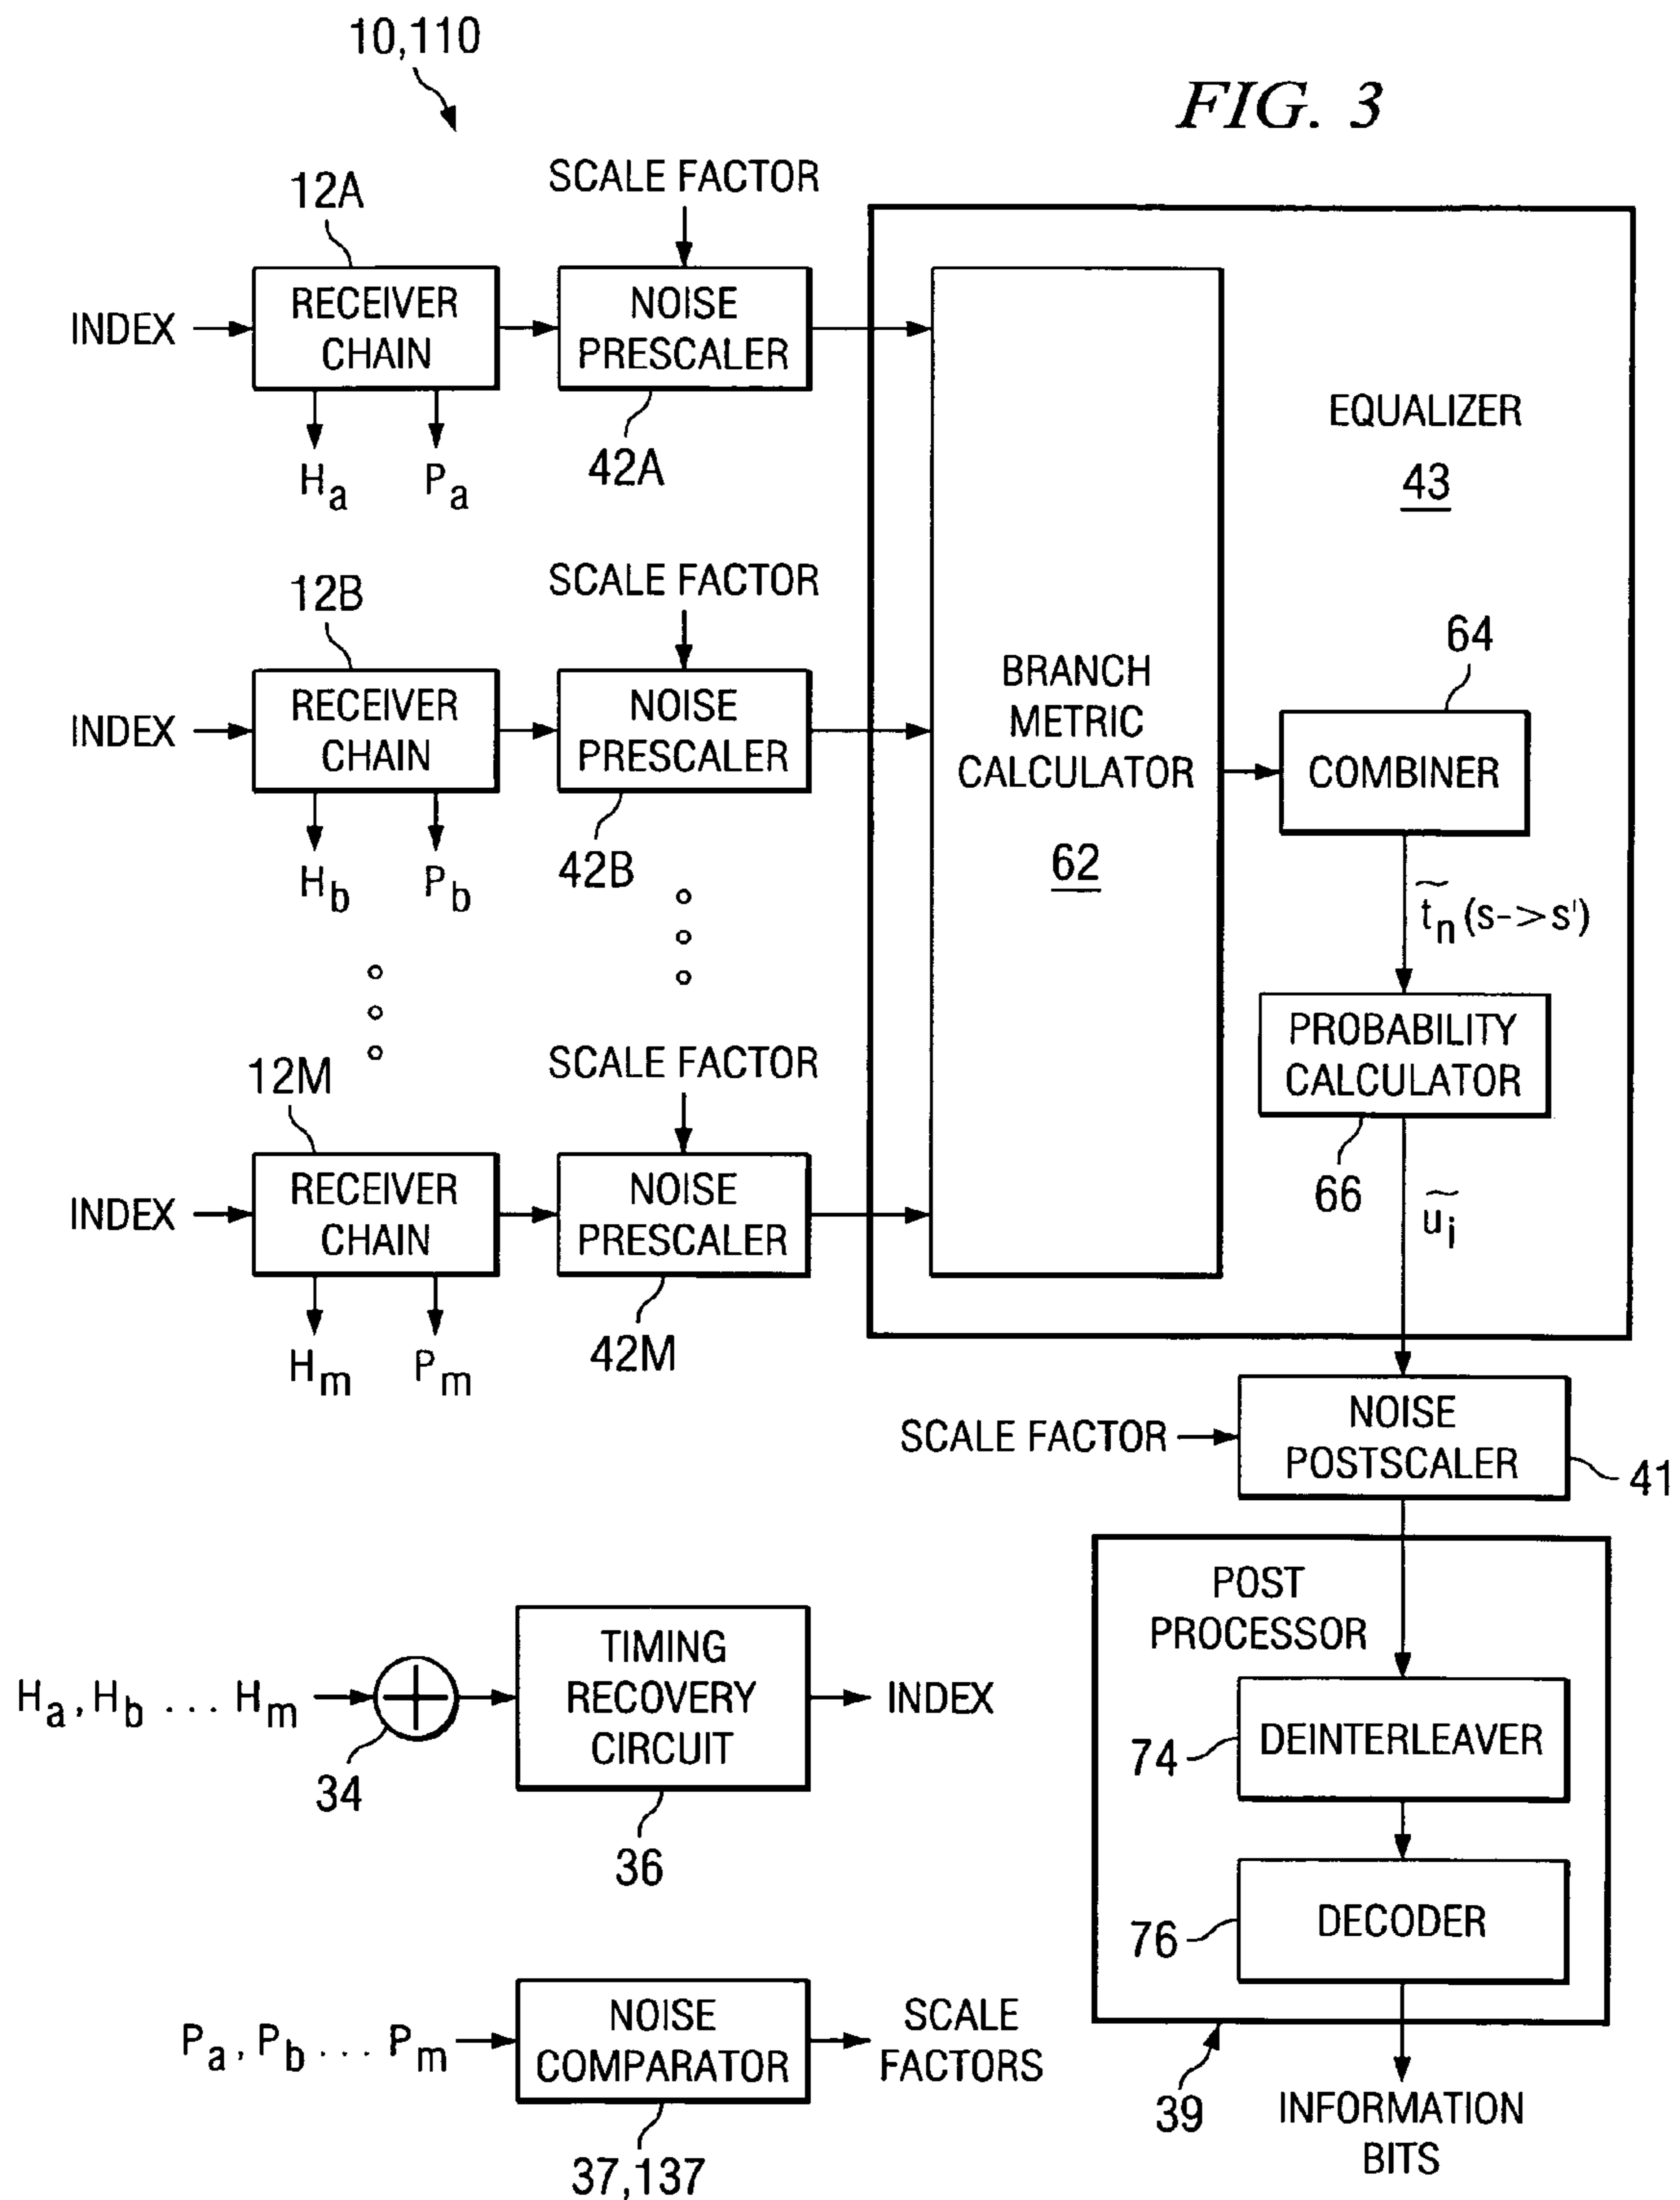 10,110
FIG. 3
12A
SCALE FACTOR
INDEX
RECEIVER
CHAIN
NOISE
PRESCALER
42A
Ha
Pa
EQUALIZER
43
12B
SCALE FACTOR
INDEX
RECEIVER
CHAIN
NOISE
PRESCALER
42B
Hb
Pb
BRANCH
METRIC
CALCULATOR
62
64
COMBINER
t̃n(s->s')
PROBABILITY
CALCULATOR
66
ũi
12M
SCALE FACTOR
INDEX
RECEIVER
CHAIN
NOISE
PRESCALER
42M
Hm
Pm
SCALE FACTOR
NOISE
POSTSCALER
41
POST
PROCESSOR
DEINTERLEAVER
74
DECODER
76
39
INFORMATION
BITS
Ha, Hb ... Hm
34
TIMING
RECOVERY
CIRCUIT
36
INDEX
Pa, Pb ... Pm
NOISE
COMPARATOR
37,137
SCALE
FACTORS